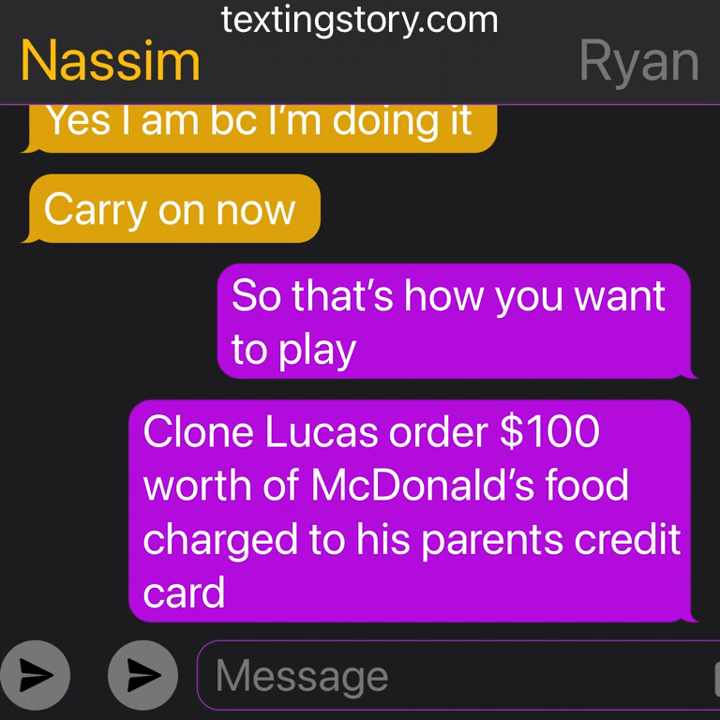 textingstory.com
Nassim
Ryan
Yes I am bc I’m doing it
Carry on now
So that’s how you want
to play
Clone Lucas order $100
worth of McDonald’s food
charged to his parents credit
card
Message